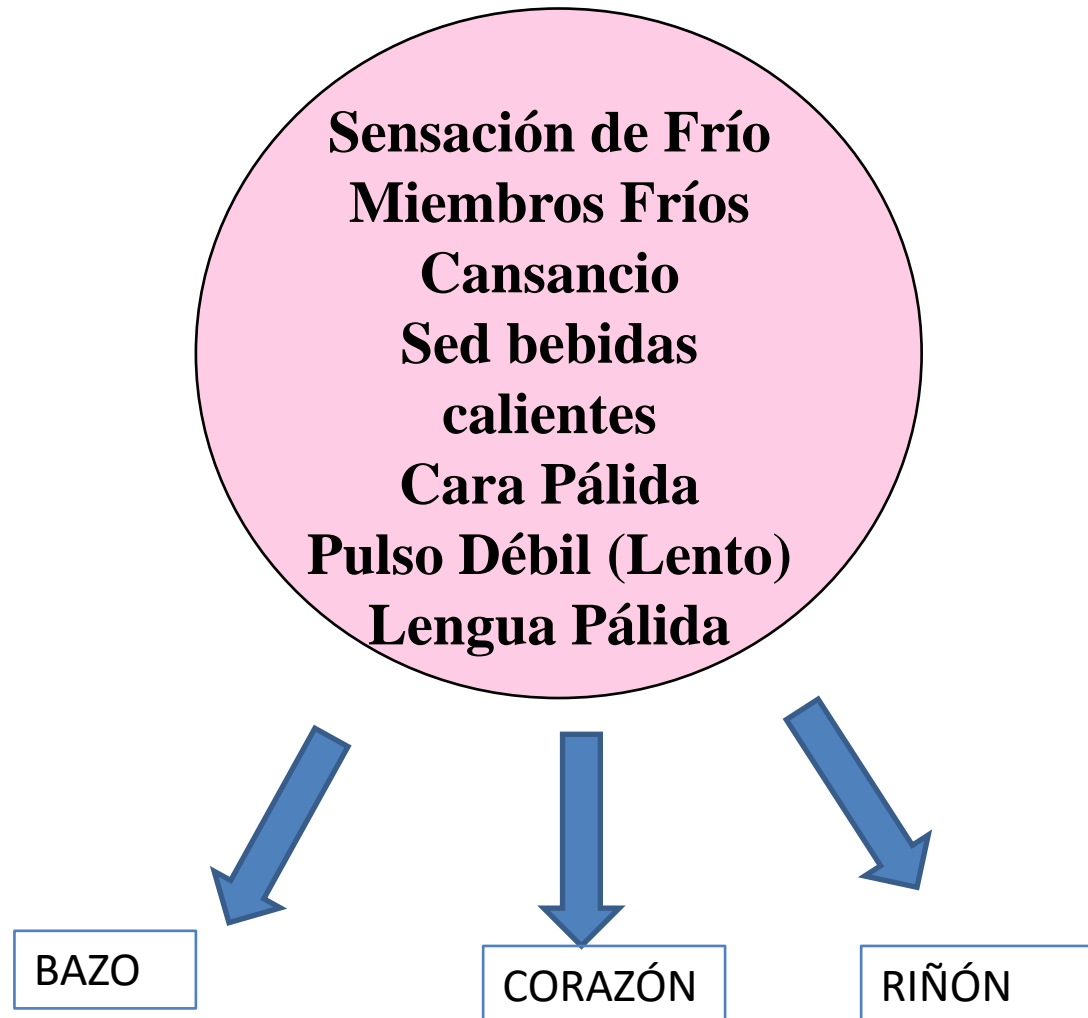 Sensación de Frío
Miembros Fríos
Cansancio
Sed bebidas
calientes
Cara Pálida
Pulso Débil (Lento)
Lengua Pálida
BAZO
CORAZÓN
RIÑÓN